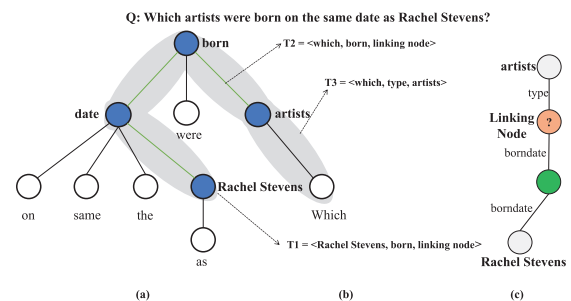 Q: Which artists were born on the same date as Rachel Stevens?
born
T2 = <which, born, linking node>
T3 = <which, type, artists>
artists
type
date
were
artists
Linking
Node
?
borndate
Rachel Stevens
borndate
on
same
the
Which
as
T1 = <Rachel Stevens, born, linking node>
Rachel Stevens
(a)
(b)
(c)